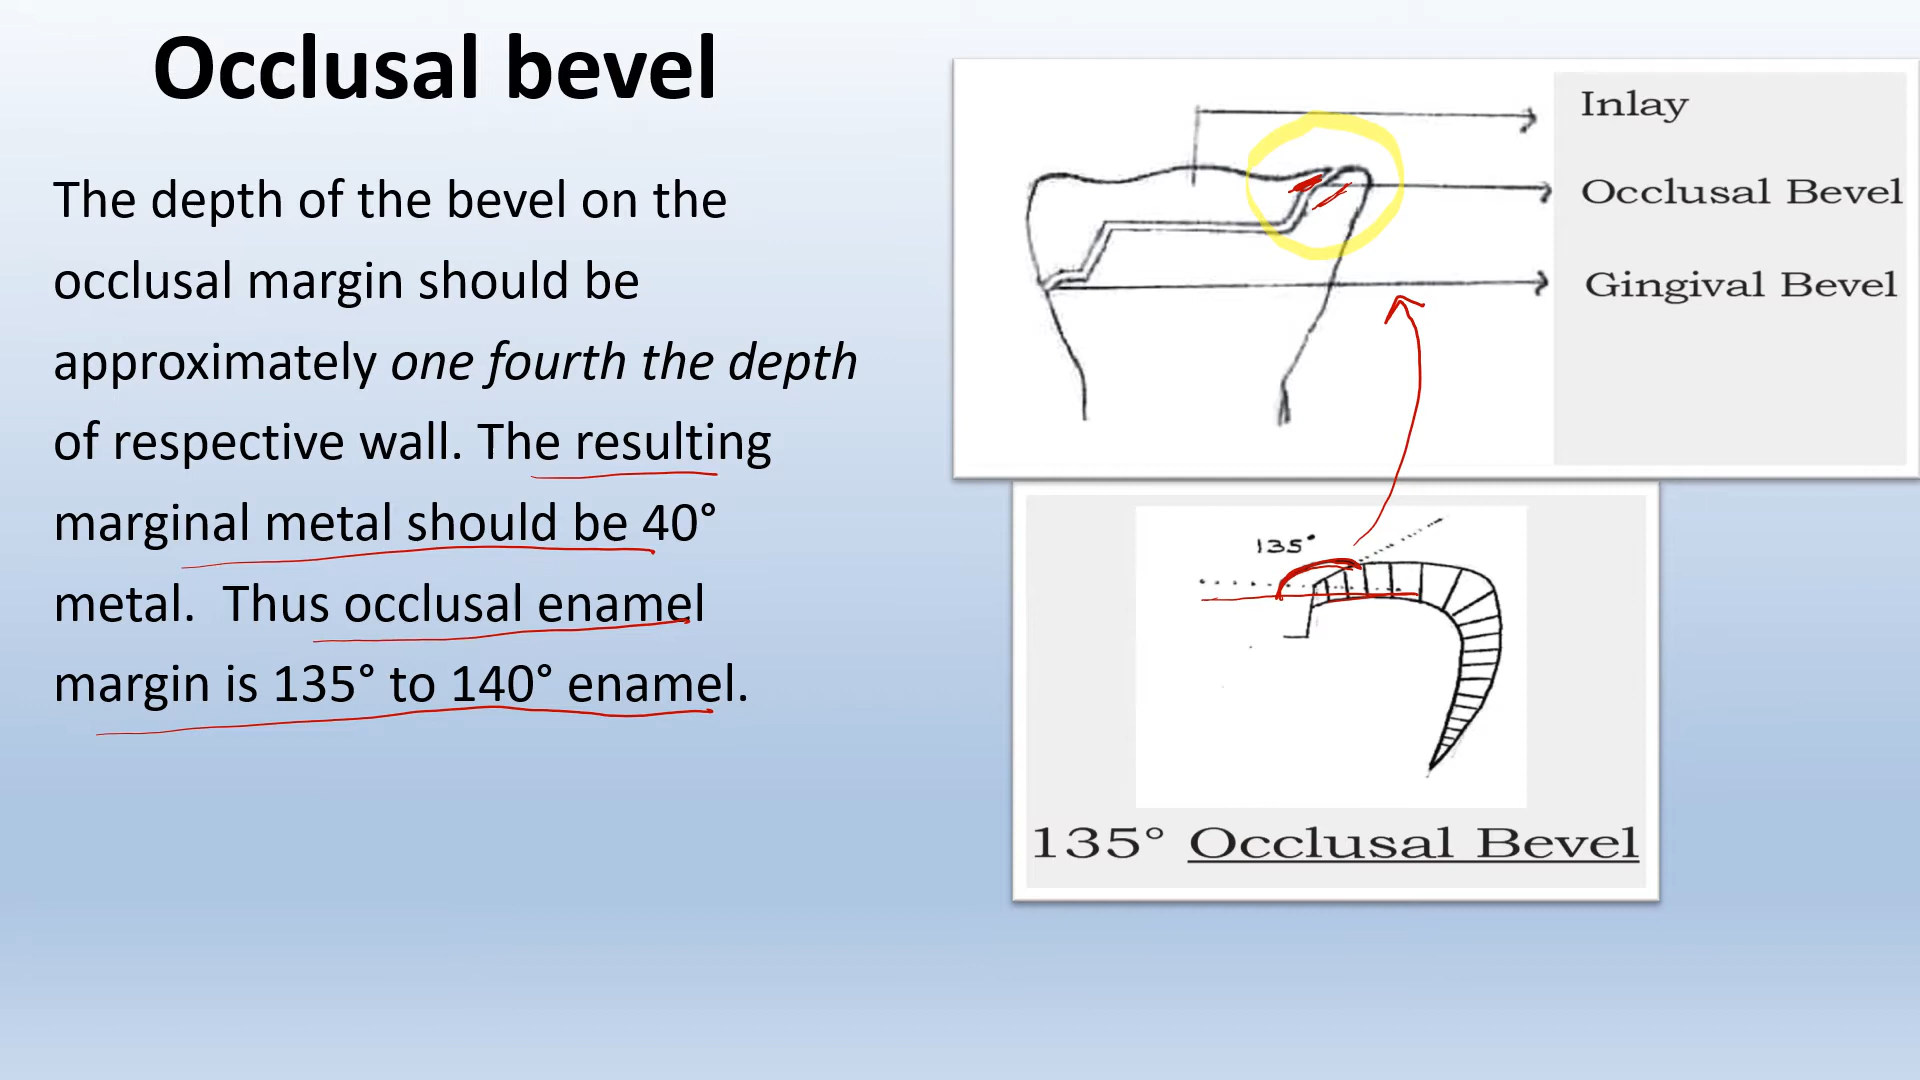 Occlusal bevel
The depth of the bevel on the
occlusal margin should be
approximately one fourth the depth
of respective wall. The resulting
marginal metal should be 40°
metal.  Thus occlusal enamel
margin is 135° to 140° enamel.
Inlay
Occlusal Bevel
Gingival Bevel
135°
135° Occlusal Bevel